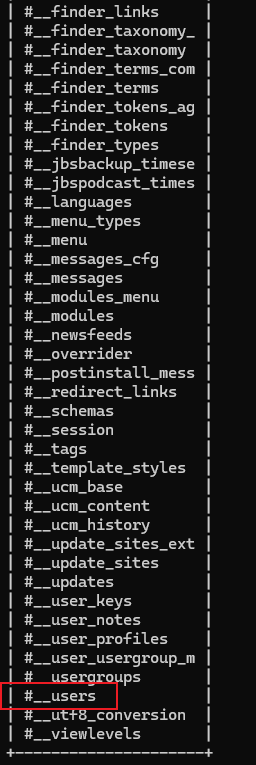 | #__finder_links |
| #__finder_taxonomy_ |
| #__finder_taxonomy |
| #__finder_terms_com |
| #__finder_terms |
| #__finder_tokens_ag |
| #__finder_tokens |
| #__finder_types |
| #__jbsbackup_timese |
| #__jbspodcast_times |
| #__languages |
| #__menu_types |
| #__menu |
| #__messages_cfg |
| #__messages |
| #__modules_menu |
| #__modules |
| #__newsfeeds |
| #__overrider |
| #__postinstall_mess |
| #__redirect_links |
| #__schemas |
| #__session |
| #__tags |
| #__template_styles |
| #__ucm_base |
| #__ucm_content |
| #__ucm_history |
| #__update_sites_ext |
| #__update_sites |
| #__updates |
| #__user_keys |
| #__user_notes |
| #__user_profiles |
| #__user_usergroup_m |
| #__usergroups |
| #__users |
| #__utf8_conversion |
| #__viewlevels |
+---------------------+